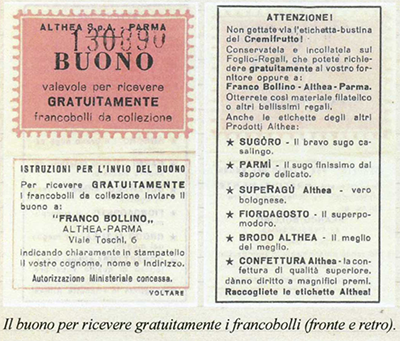 ALTHEA S.p.A. - PARMA
130890
BUONO
valevole per ricevere
GRATUITAMENTE
francobolli da collezione
ISTRUZIONI PER L'INVIO DEL BUONO
Per ricevere GRATUITAMENTE
i francobolli da collezione inviare il
buono a:
"FRANCO BOLLINO,,
ALTHEA-PARMA
Viale Toschi, 6
indicando chiaramente in stampatello
il vostro cognome, nome e indirizzo.
Autorizzazione Ministeriale concessa.
VOLTARE
ATTENZIONE!
Non gettate via l'etichetta-bustina
del Cremifrutto!
Conservatela e incollatela sul
Foglio-Regali, che potete richie-
dere gratuitamente al vostro for-
nitore oppure a:
Franco Bollino - Althea-Parma.
Otterrete così materiale filatelico
o altri bellissimi regali.
Anche le etichette degli altri
Prodotti Althea:
★ SUGÒRO - Il bravo sugo ca-
salingo.
★ PARMÌ - Il sugo finissimo dal
sapore delicato.
★ SUPERAGÙ Althea - vero
bolognese.
★ FIORDAGOSTO - Il superpo-
modoro.
★ BRODO ALTHEA - Il meglio
del meglio.
★ CONFETTURA Althea - la con-
fettura di qualità superiore,
dànno diritto a magnifici premi.
Raccogliete le etichette Althea!
Il buono per ricevere gratuitamente i francobolli (fronte e retro).